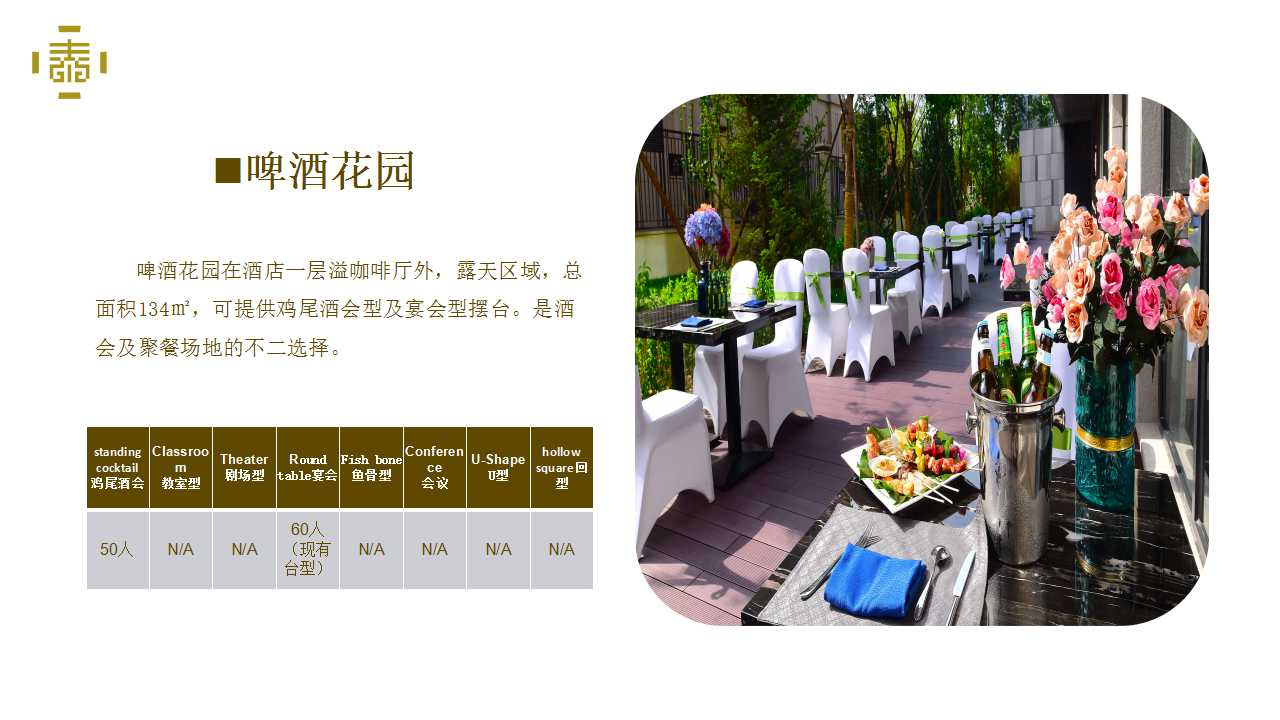 ■啤酒花园
啤酒花园在酒店一层溢咖啡厅外，露天区域，总
面积134㎡，可提供鸡尾酒会型及宴会型摆台。是酒
会及聚餐场地的不二选择。
standing
cocktail
鸡尾酒会
Classroo
m
教室型
Theater
剧场型
Round
table宴会
Fish bone
鱼骨型
Conferen
ce
会议
U-Shape
U型
hollow
square回
型
50人
N/A
N/A
60人
（现有
台型）
N/A
N/A
N/A
N/A